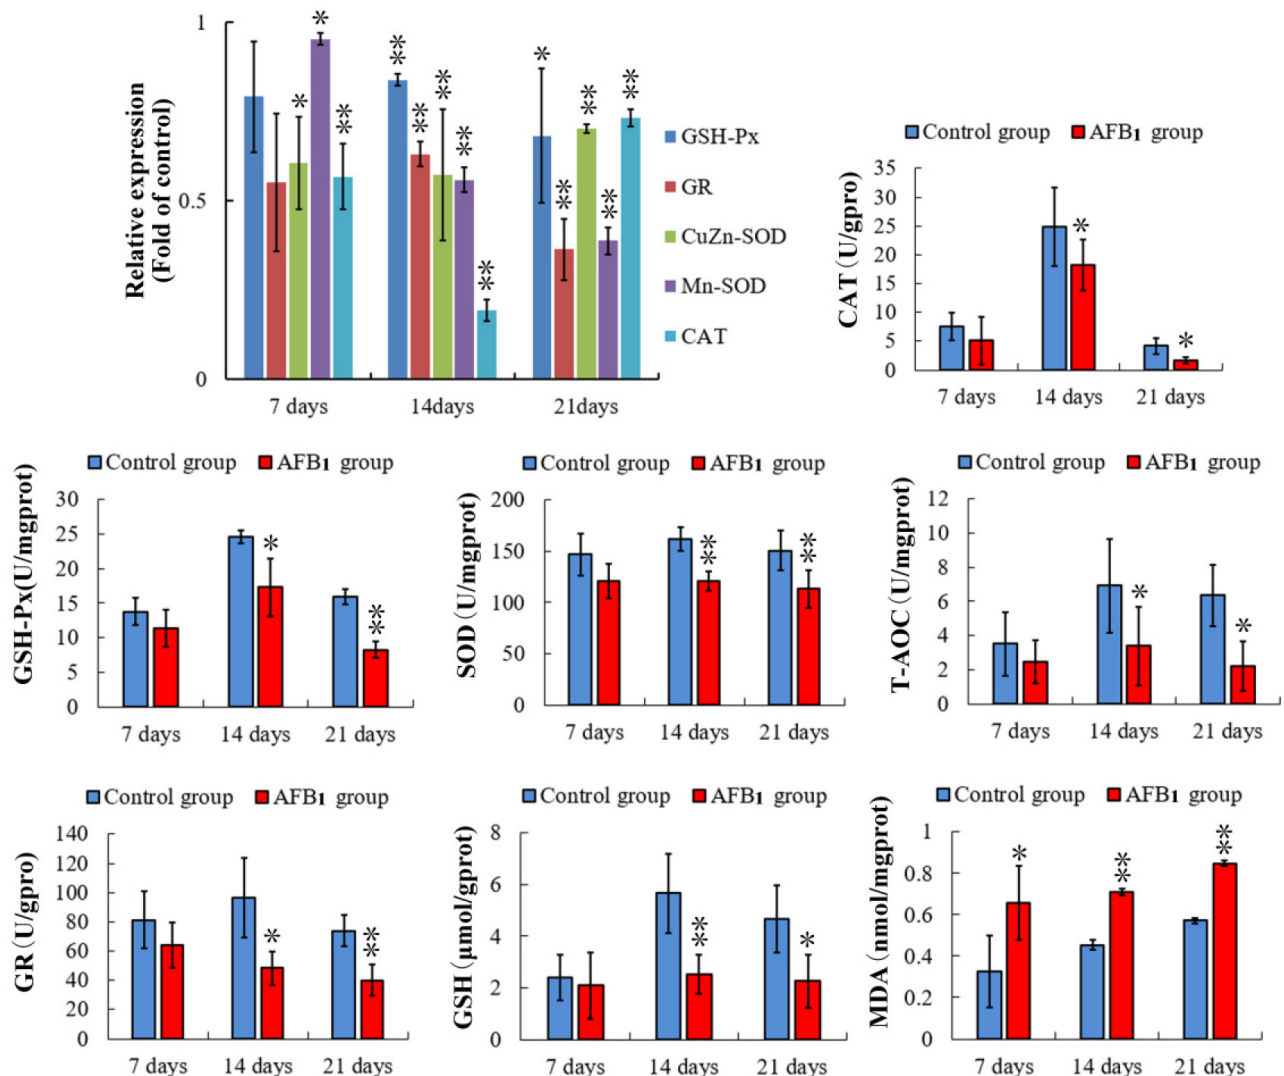 Relative expression
(Fold of control)
1
0.5
0
*
*
**
**
**
**
**
**
*
**
**
**
**
7 days
14days
21days
GSH-Px
GR
CuZn-SOD
Mn-SOD
CAT
Control group
AFB1 group
CAT (U/gpro)
35
30
25
20
15
10
5
0
*
*
7 days
14 days
21 days
Control group
AFB1 group
GSH-Px(U/mgprot)
30
25
20
15
10
5
0
*
**
7 days
14 days
21 days
Control group
AFB1 group
SOD (U/mgprot)
200
150
100
50
0
**
**
7 days
14 days
21 days
Control group
AFB1 group
T-AOC (U/mgprot)
12
10
8
6
4
2
0
*
*
7 days
14 days
21 days
Control group
AFB1 group
GR (U/gpro)
140
120
100
80
60
40
20
0
*
**
7 days
14 days
21 days
Control group
AFB1 group
GSH (μmol/gprot)
8
6
4
2
0
**
*
7 days
14 days
21 days
Control group
AFB1 group
MDA (nmol/mgprot)
1
0.8
0.6
0.4
0.2
0
*
**
**
7 days
14 days
21 days